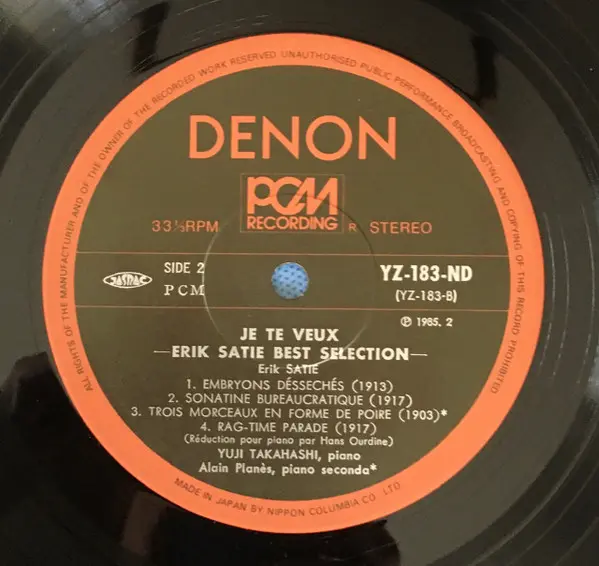 ALL RIGHTS OF THE MANUFACTURER AND OF THE OWNER OF THE RECORDED WORK RESERVED UNAUTHORISED PUBLIC PERFORMANCE BROADCASTING AND COPYING OF THIS RECORD PROHIBITED
DENON
PCM
RECORDING
33⅓RPM
R STEREO
JASRAC
SIDE 2
PCM
YZ-183-ND
(YZ-183-B)
Ⓟ 1985. 2
JE TE VEUX
—ERIK SATIE BEST SELECTION—
Erik SATIE
1. EMBRYONS DÉSSECHÉS (1913)
2. SONATINE BUREAUCRATIQUE (1917)
3. TROIS MORCEAUX EN FORME DE POIRE (1903)*
4. RAG-TIME PARADE (1917)
(Réduction pour piano par Hans Ourdine)
YUJI TAKAHASHI, piano
Alain Planès, piano seconda*
MADE IN JAPAN BY NIPPON COLUMBIA CO LTD